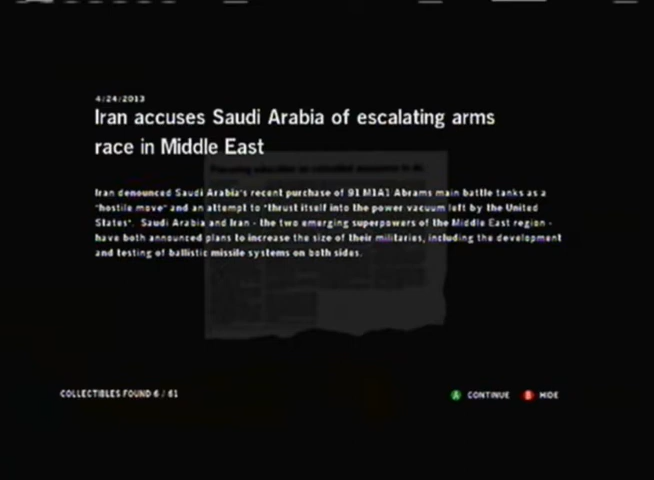 4/24/2013
Iran accuses Saudi Arabia of escalating arms
race in Middle East
Iran denounced Saudi Arabia's recent purchase of 91 M1A1 Abrams main battle tanks as a
"hostile move" and an attempt to "thrust itself into the power vacuum left by the United
States". Saudi Arabia and Iran - the two emerging superpowers of the Middle East region -
have both announced plans to increase the size of their militaries, including the development
and testing of ballistic missile systems on both sides.
COLLECTIBLES FOUND 6 / 61
A CONTINUE B HIDE